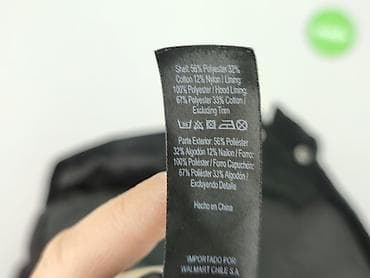 Shell: 56% Polyester 32%
Cotton 12% Nylon / Lining:
100% Polyester / Hood Lining:
67% Polyester 33% Cotton /
Excluding Trim
Parte Exterior: 56% Poliéster
32% Algodón 12% Nailon / Forro:
100% Poliéster / Forro Capuchón:
67% Poliéster 33% Algodón /
Excluyendo Detalle
Hecho en China
IMPORTADO POR:
WALMART CHILE S.A.